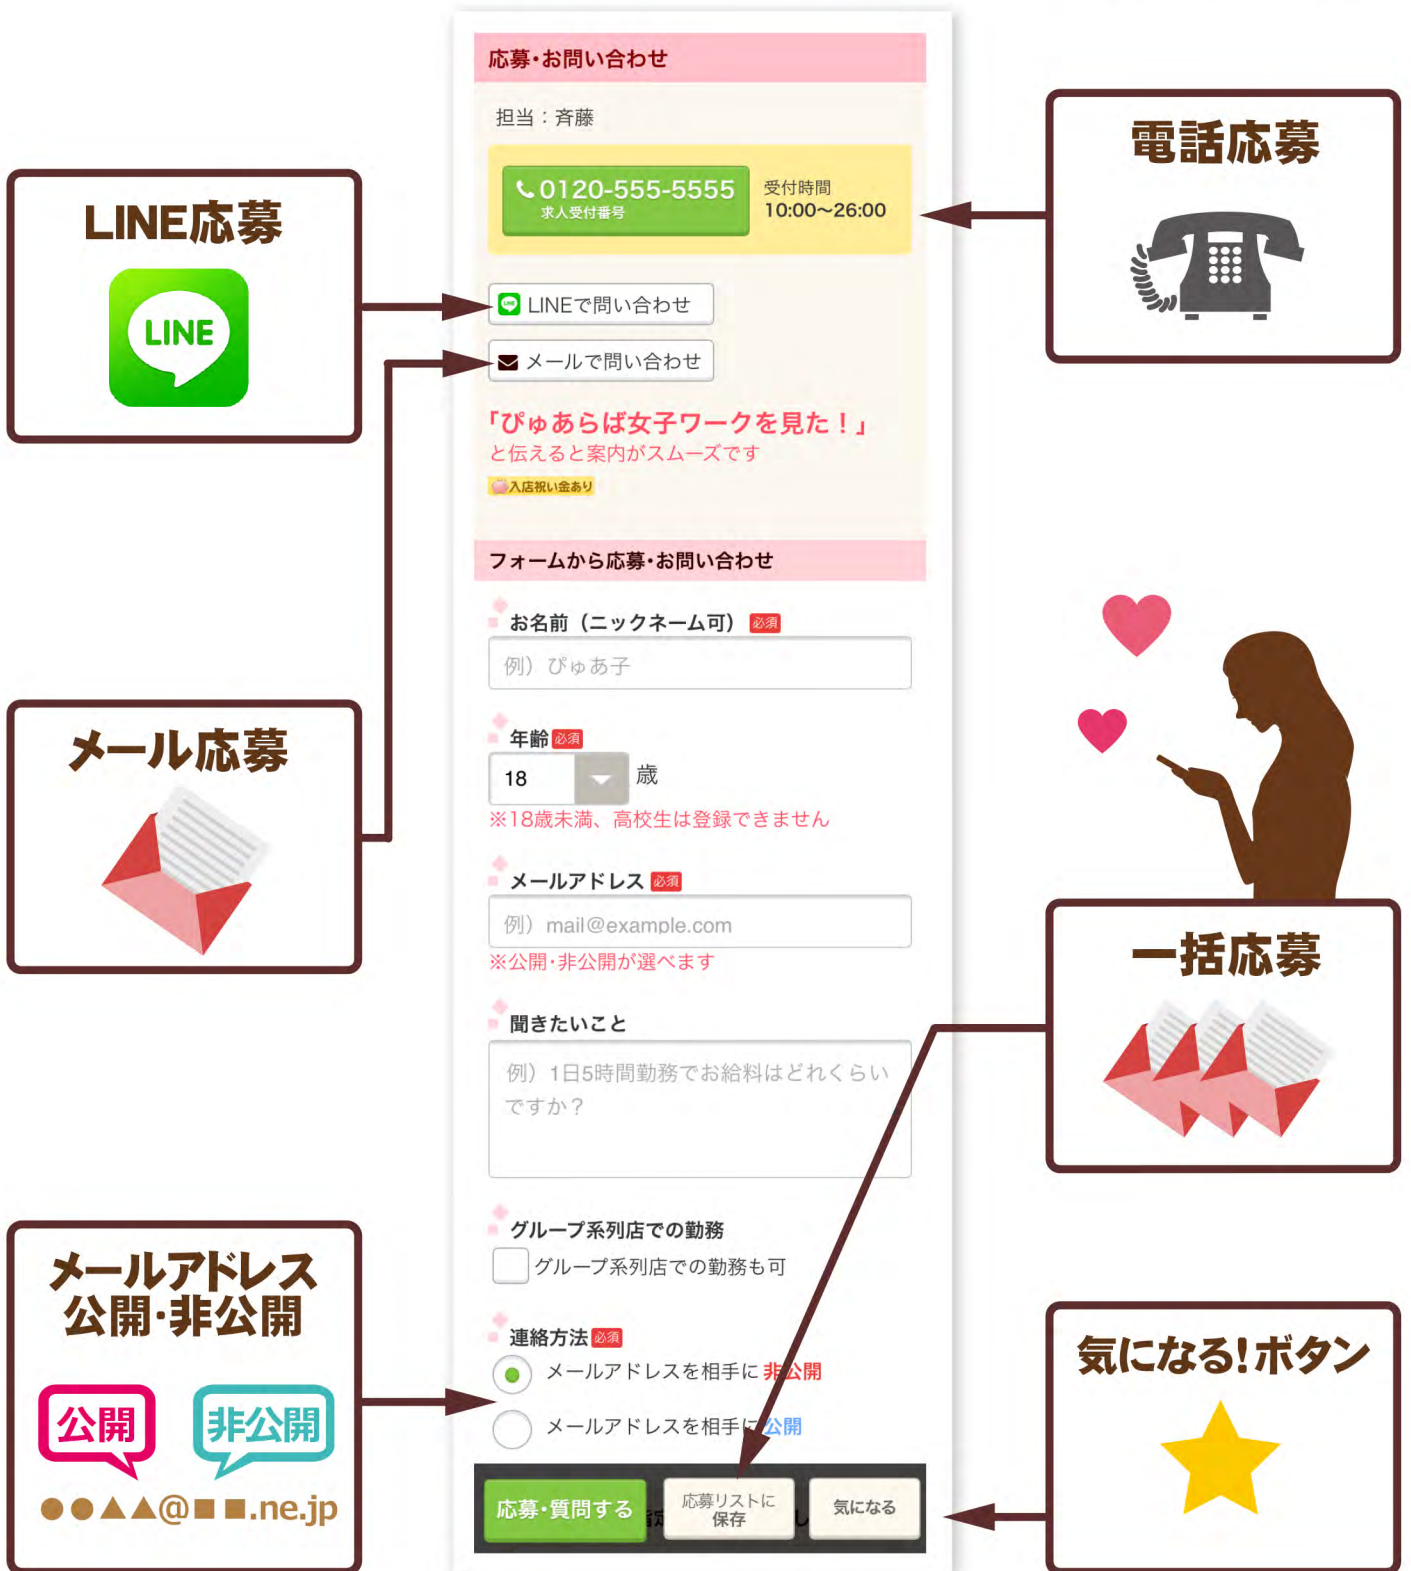 応募･お問い合わせ
担当：斉藤
0120-555-5555
求人受付番号
受付時間
10:00〜26:00
LINEで問い合わせ
メールで問い合わせ
「ぴゅあらば女子ワークを見た！」
と伝えると案内がスムーズです
入店祝い金あり
フォームから応募･お問い合わせ
お名前（ニックネーム可） 必須
例）ぴゅあ子
年齢 必須
18 歳
※18歳未満、高校生は登録できません
メールアドレス 必須
例）mail@example.com
※公開･非公開が選べます
聞きたいこと
例）1日5時間勤務でお給料はどれくらい
ですか？
グループ系列店での勤務
グループ系列店での勤務も可
連絡方法 必須
メールアドレスを相手に 非公開
メールアドレスを相手に 公開
応募･質問する
応募リストに
保存
気になる
LINE応募
LINE
メール応募
メールアドレス
公開･非公開
公開
非公開
●●▲▲@■■.ne.jp
電話応募
一括応募
気になる!ボタン